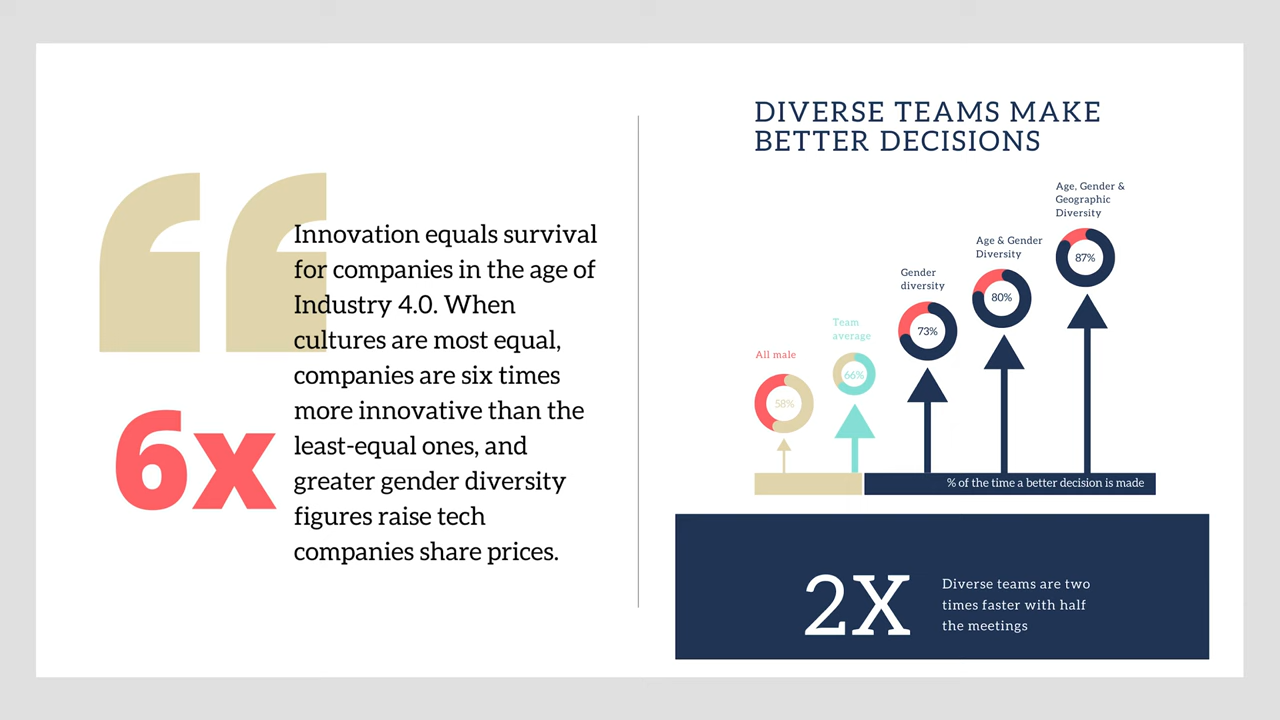 Innovation equals survival
for companies in the age of
Industry 4.0. When
cultures are most equal,
companies are six times
more innovative than the
least-equal ones, and
greater gender diversity
figures raise tech
companies share prices.
6x
DIVERSE TEAMS MAKE
BETTER DECISIONS
All male
58%
Team
average
66%
Gender
diversity
73%
Age & Gender
Diversity
80%
Age, Gender &
Geographic
Diversity
87%
% of the time a better decision is made
2X
Diverse teams are two
times faster with half
the meetings